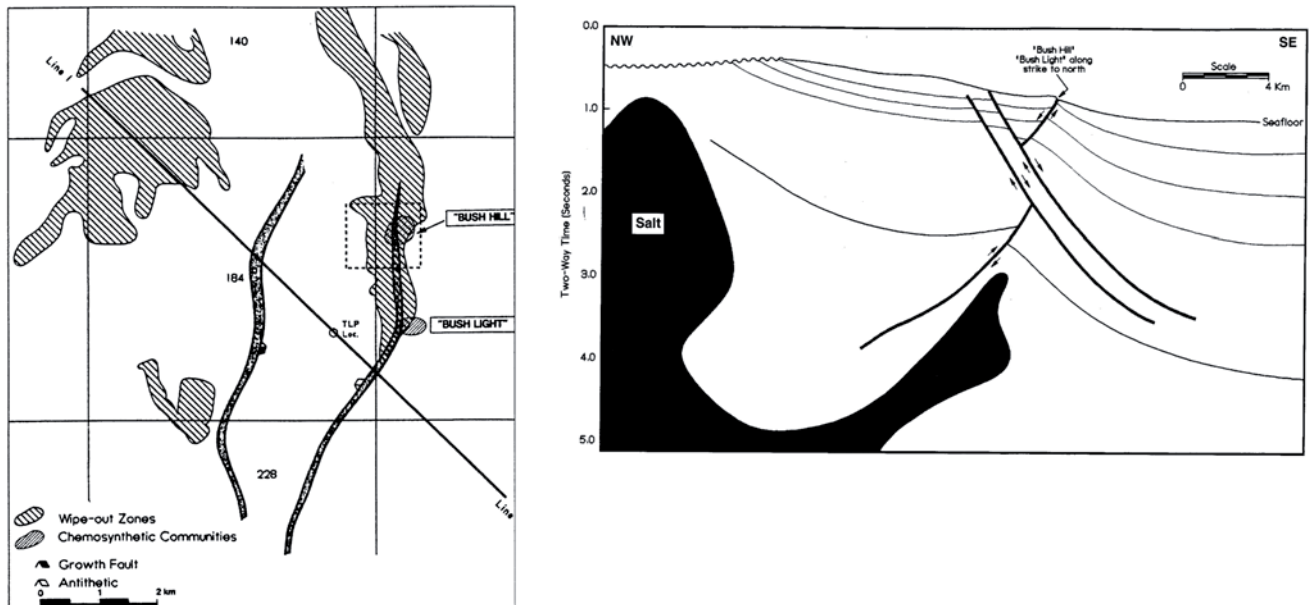 140
Line 1
"BUSH HILL"
184
TLP
Loc.
"BUSH LIGHT"
228
Line
Wipe-out Zones
Chemosynthetic Communities
Growth Fault
Antithetic
0 1 2 km
0.0
1.0
2.0
3.0
4.0
5.0
Two-Way Time (Seconds)
NW
SE
"Bush Hill"
"Bush Light" along
strike to north
Scale
0 4 Km
Seafloor
Salt